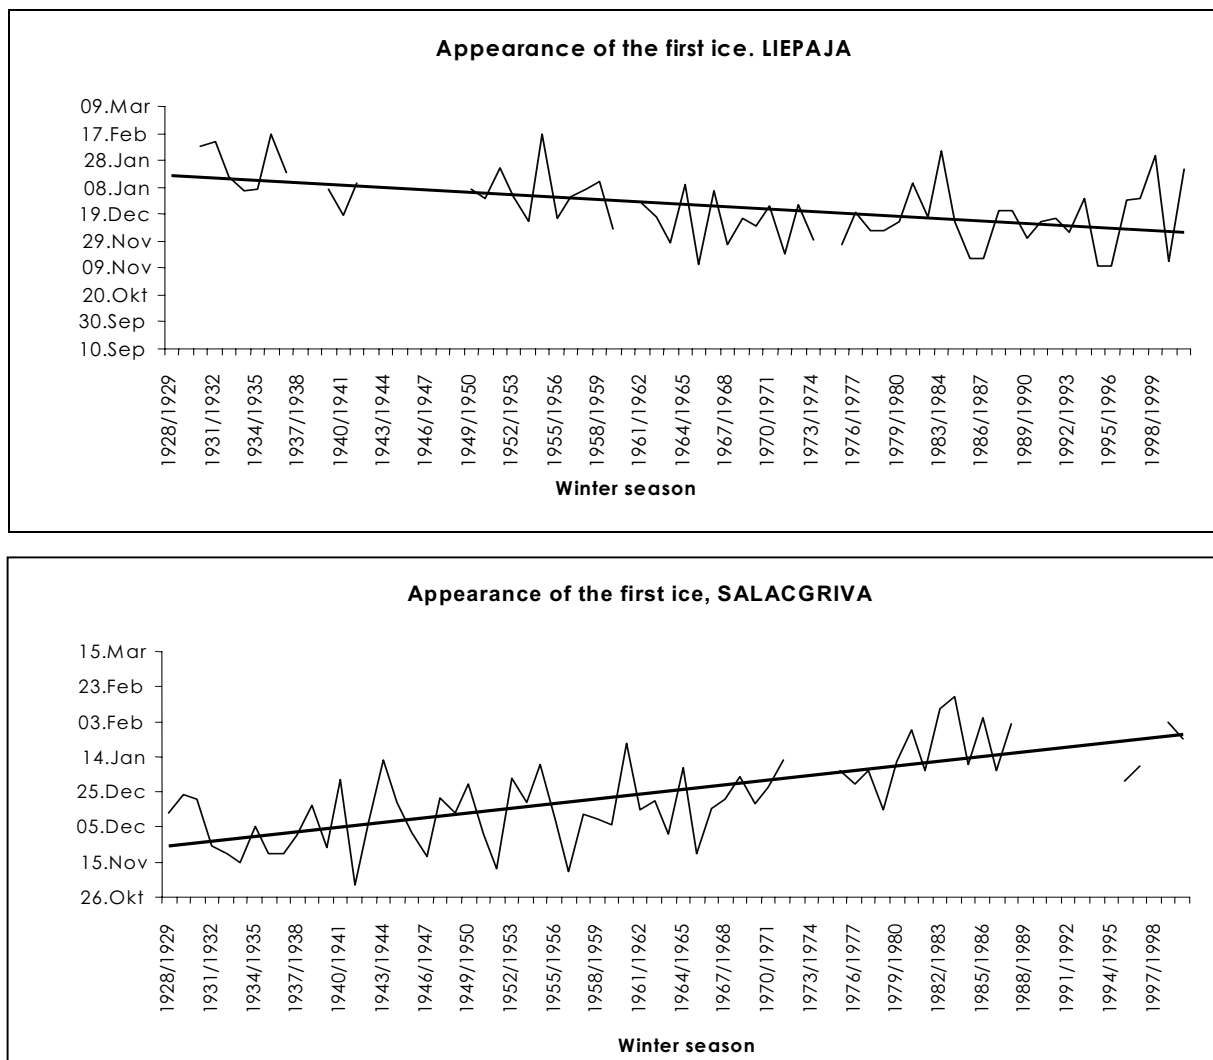 Appearance of the first ice. LIEPAJA
09.Mar
17.Feb
28.Jan
08.Jan
19.Dec
29.Nov
09.Nov
20.Okt
30.Sep
10.Sep
1928/1929
1931/1932
1934/1935
1937/1938
1940/1941
1943/1944
1946/1947
1949/1950
1952/1953
1955/1956
1958/1959
1961/1962
1964/1965
1967/1968
1970/1971
1973/1974
1976/1977
1979/1980
1983/1984
1986/1987
1989/1990
1992/1993
1995/1996
1998/1999
Winter season
Appearance of the first ice, SALACGRIVA
15.Mar
23.Feb
03.Feb
14.Jan
25.Dec
05.Dec
15.Nov
26.Okt
1928/1929
1931/1932
1934/1935
1937/1938
1940/1941
1943/1944
1946/1947
1949/1950
1952/1953
1955/1956
1958/1959
1961/1962
1964/1965
1967/1968
1970/1971
1973/1974
1976/1977
1979/1980
1982/1983
1985/1986
1988/1989
1991/1992
1994/1995
1997/1998
Winter season